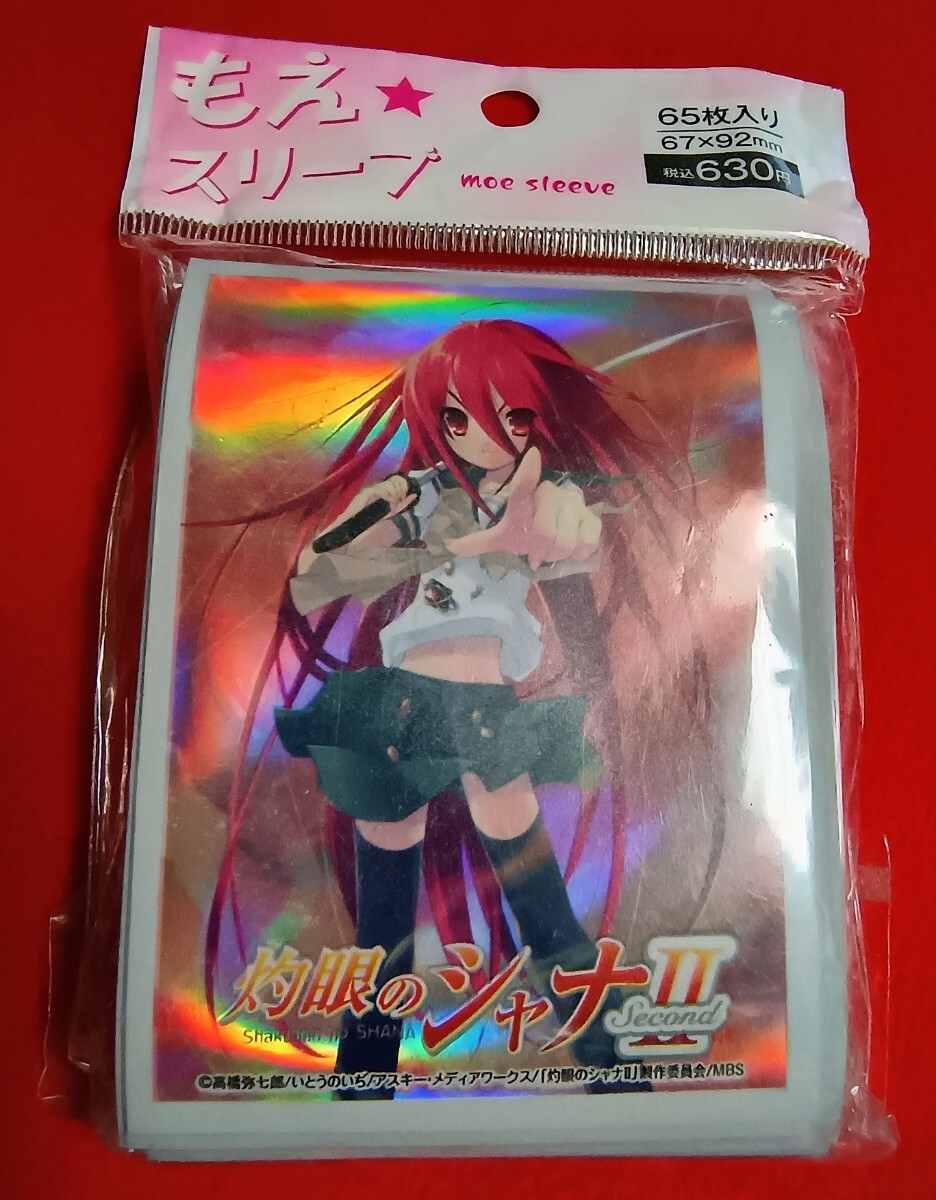 もえ★
スリーブ moe sleeve
65枚入り
67×92mm
税込630円
灼眼のシャナII
Second
Shakugan no SHANA
©高橋弥七郎/いとうのいぢ/アスキー・メディアワークス/「灼眼のシャナII」製作委員会/MBS